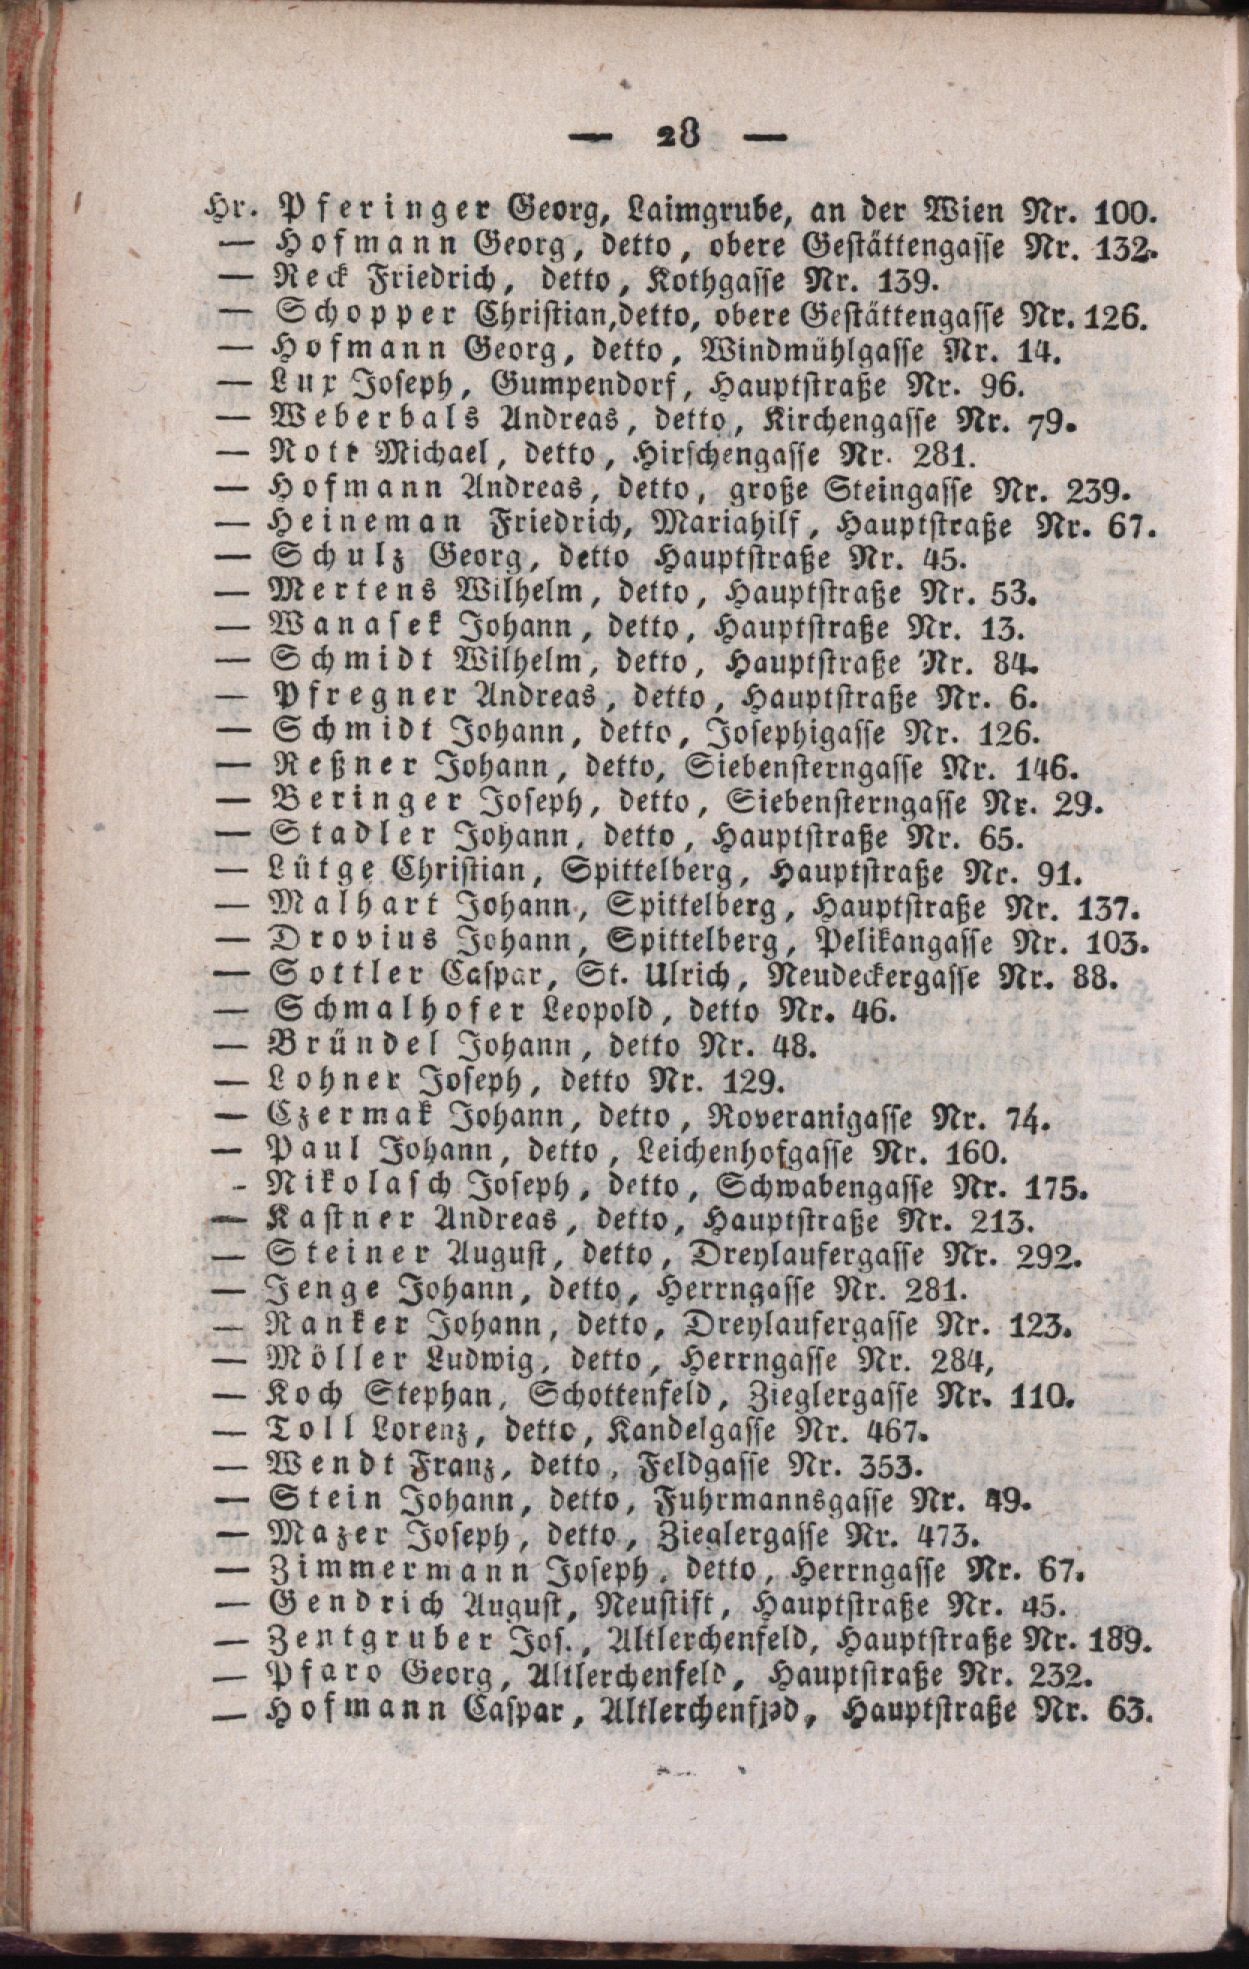 — 28 —
Hr. Pferinger Georg, Laimgrube, an der Wien Nr. 100.
— Hofmann Georg, detto, obere Gestättengasse Nr. 132.
— Reck Friedrich, detto, Kothgasse Nr. 139.
— Schopper Christian, detto, obere Gestättengasse Nr. 126.
— Hofmann Georg, detto, Windmühlgasse Nr. 14.
— Lux Joseph, Gumpendorf, Hauptstraße Nr. 96.
— Weberbals Andreas, detto, Kirchengasse Nr. 79.
— Nott Michael, detto, Hirschengasse Nr. 281.
— Hofmann Andreas, detto, große Steingasse Nr. 239.
— Heineman Friedrich, Mariahilf, Hauptstraße Nr. 67.
— Schulz Georg, detto Hauptstraße Nr. 45.
— Mertens Wilhelm, detto, Hauptstraße Nr. 53.
— Wanasek Johann, detto, Hauptstraße Nr. 13.
— Schmidt Wilhelm, detto, Hauptstraße Nr. 84.
— Pfregner Andreas, detto, Hauptstraße Nr. 6.
— Schmidt Johann, detto, Josephigasse Nr. 126.
— Reßner Johann, detto, Siebensterngasse Nr. 146.
— Beringer Joseph, detto, Siebensterngasse Nr. 29.
— Stadler Johann, detto, Hauptstraße Nr. 65.
— Lütge Christian, Spittelberg, Hauptstraße Nr. 91.
— Malhart Johann, Spittelberg, Hauptstraße Nr. 137.
— Drovius Johann, Spittelberg, Pelikangasse Nr. 103.
— Sottler Caspar, St. Ulrich, Neudeckergasse Nr. 88.
— Schmalhofer Leopold, detto Nr. 46.
— Bründel Johann, detto Nr. 48.
— Lohner Joseph, detto Nr. 129.
— Czermak Johann, detto, Roveranigasse Nr. 74.
— Paul Johann, detto, Leichenhofgasse Nr. 160.
- Nikolasch Joseph, detto, Schwabengasse Nr. 175.
— Kastner Andreas, detto, Hauptstraße Nr. 213.
— Steiner August, detto, Dreylaufergasse Nr. 292.
— Jenge Johann, detto, Herrngasse Nr. 281.
— Ranker Johann, detto, Dreylaufergasse Nr. 123.
— Möller Ludwig, detto, Herrngasse Nr. 284,
— Koch Stephan, Schottenfeld, Zieglergasse Nr. 110.
— Toll Lorenz, detto, Kandelgasse Nr. 467.
— Wendt Franz, detto, Feldgasse Nr. 353.
— Stein Johann, detto, Fuhrmannsgasse Nr. 49.
— Mazer Joseph, detto, Zieglergasse Nr. 473.
— Zimmermann Joseph, detto, Herrngasse Nr. 67.
— Gendrich August, Neustift, Hauptstraße Nr. 45.
— Zentgruber Jos., Altlerchenfeld, Hauptstraße Nr. 189.
— Pfaro Georg, Altlerchenfeld, Hauptstraße Nr. 232.
— Hofmann Caspar, Hauptstraße Nr. 63.